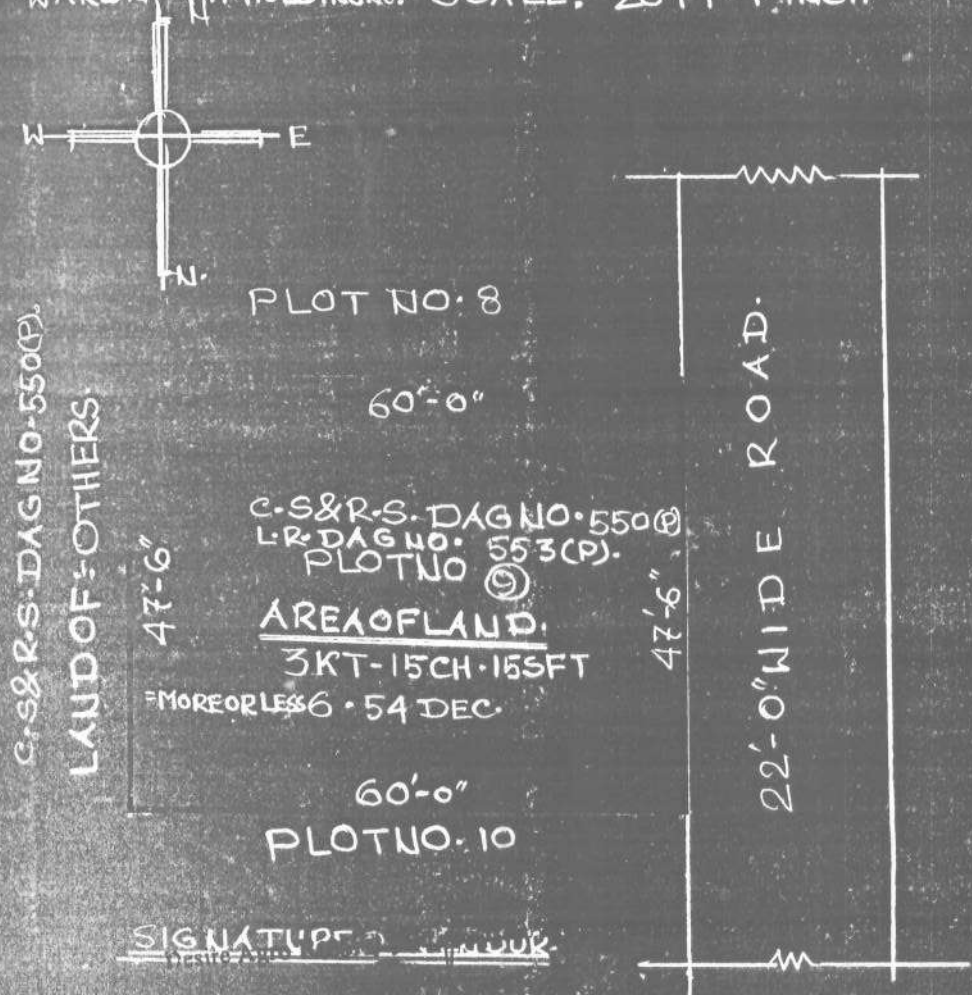 SCALE:
W
E
N.
PLOT NO. 8
60'-0"
C.S&R.S. DAG NO. 550(P)
L.R. DAG NO. 553(P).
PLOT NO 9
AREA OF LAND.
3KT-15CH.15SFT
=MORE OR LESS 6.54 DEC.
47'-6"
47'-6"
60'-0"
PLOT NO. 10
C.S&R.S. DAG NO-550(P).
LAND OF:-OTHERS.
22'-0" WIDE ROAD.